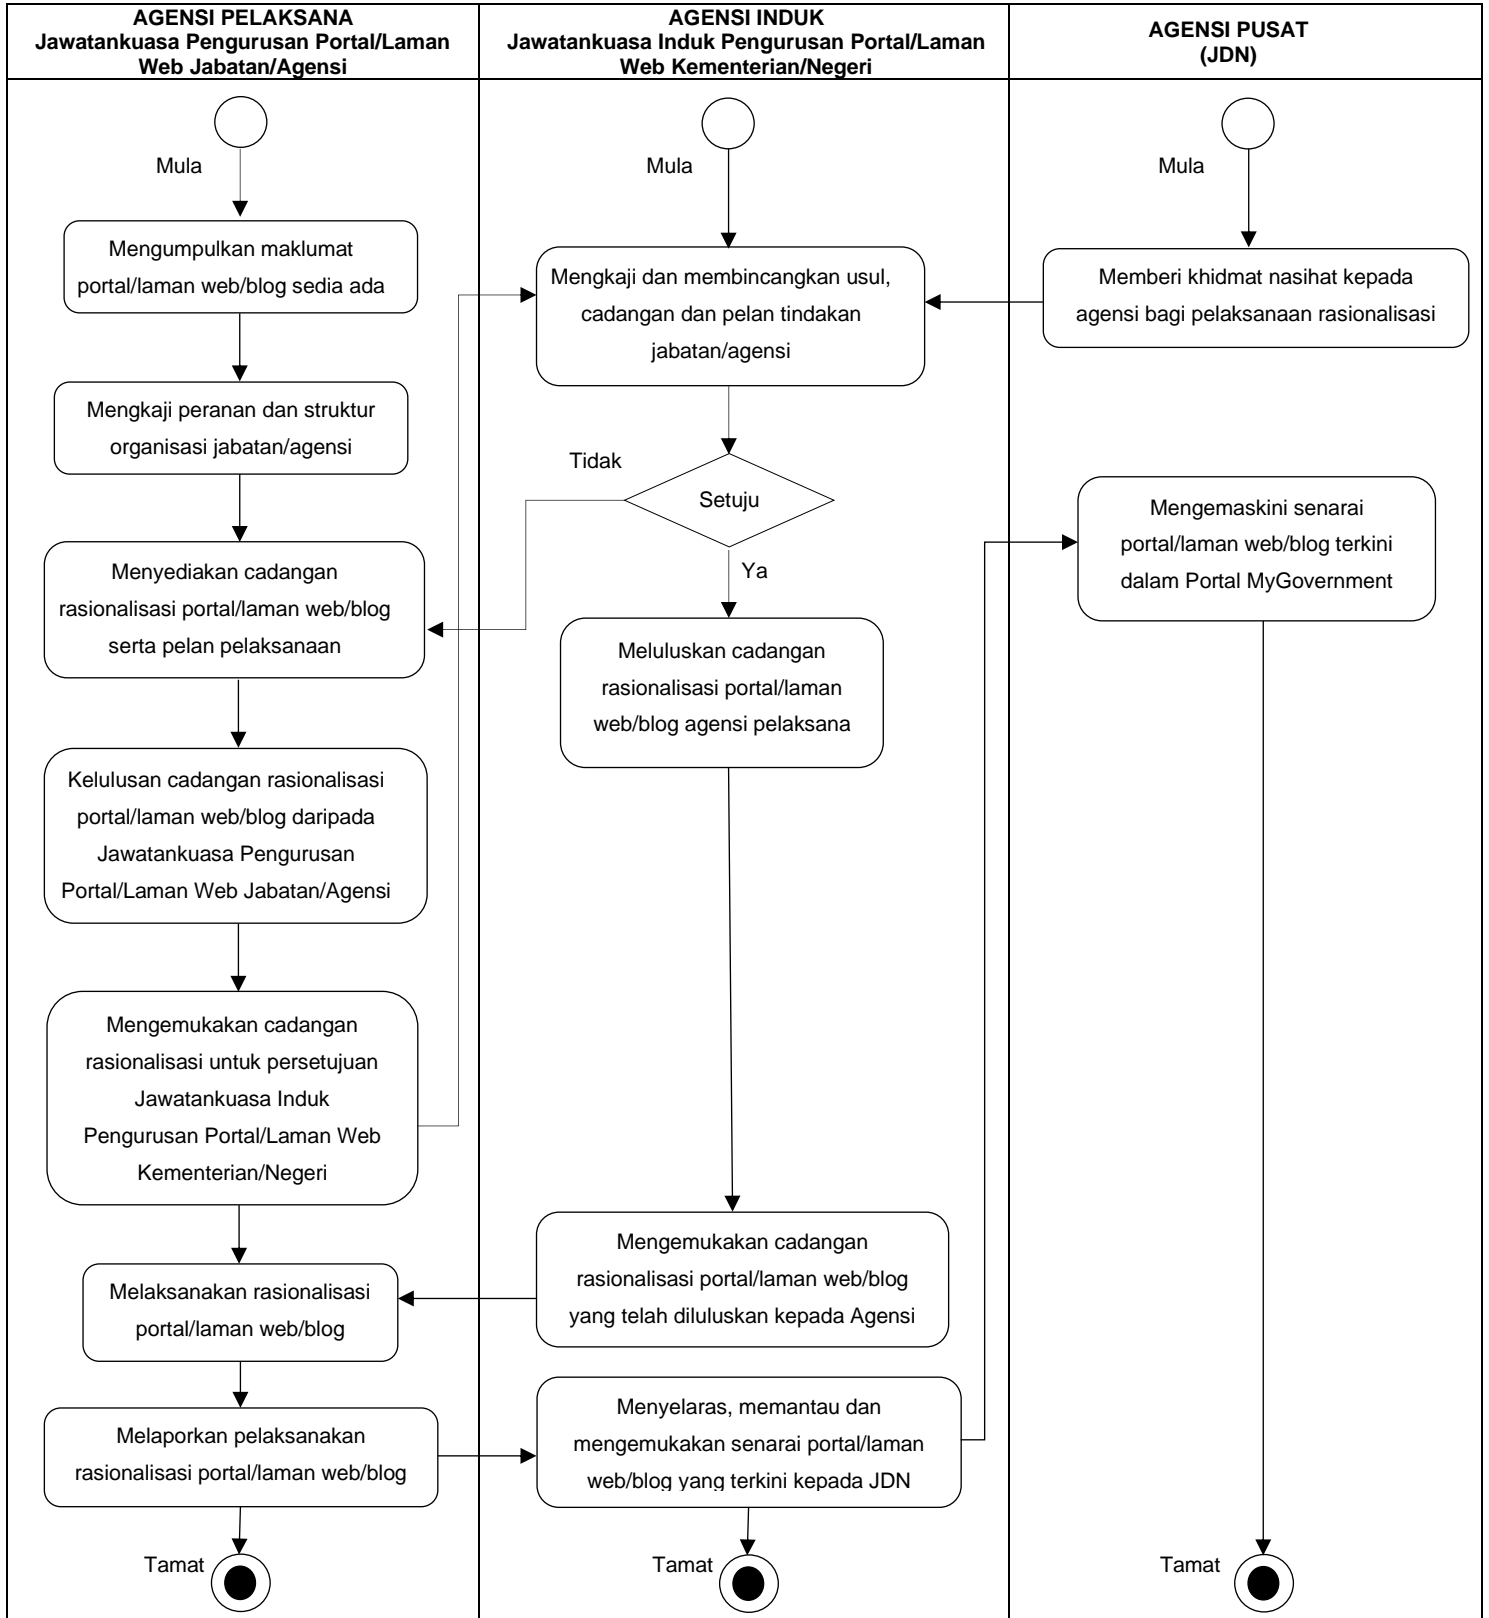 AGENSI PELAKSANA
Jawatankuasa Pengurusan Portal/Laman
Web Jabatan/Agensi
AGENSI INDUK
Jawatankuasa Induk Pengurusan Portal/Laman
Web Kementerian/Negeri
AGENSI PUSAT
(JDN)
Mula
Mengumpulkan maklumat
portal/laman web/blog sedia ada
Mengkaji peranan dan struktur
organisasi jabatan/agensi
Menyediakan cadangan
rasionalisasi portal/laman web/blog
serta pelan pelaksanaan
Kelulusan cadangan rasionalisasi
portal/laman web/blog daripada
Jawatankuasa Pengurusan
Portal/Laman Web Jabatan/Agensi
Mengemukakan cadangan
rasionalisasi untuk persetujuan
Jawatankuasa Induk
Pengurusan Portal/Laman Web
Kementerian/Negeri
Melaksanakan rasionalisasi
portal/laman web/blog
Melaporkan pelaksanakan
rasionalisasi portal/laman web/blog
Tamat
Mula
Mengkaji dan membincangkan usul,
cadangan dan pelan tindakan
jabatan/agensi
Tidak
Setuju
Ya
Meluluskan cadangan
rasionalisasi portal/laman
web/blog agensi pelaksana
Mengemukakan cadangan
rasionalisasi portal/laman web/blog
yang telah diluluskan kepada Agensi
Menyelaras, memantau dan
mengemukakan senarai portal/laman
web/blog yang terkini kepada JDN
Tamat
Mula
Memberi khidmat nasihat kepada
agensi bagi pelaksanaan rasionalisasi
Mengemaskini senarai
portal/laman web/blog terkini
dalam Portal MyGovernment
Tamat